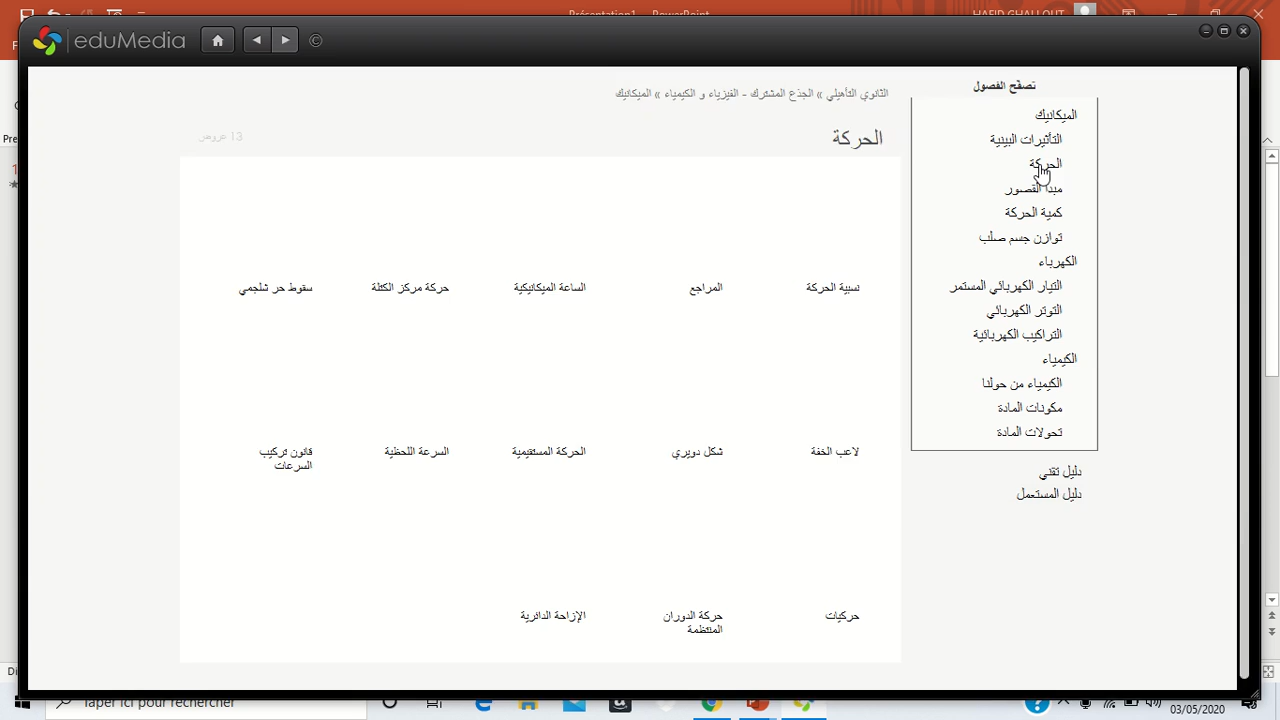 Présentation1 - PowerPoint
HAFID GHALLOUT
eduMedia
©
تصفّح الفصول
الميكانيك
التأثيرات البينية
الحركة
مبدأ القصور
كمية الحركة
توازن جسم صلب
الكهرباء
التيار الكهربائي المستمر
التوتر الكهربائي
التراكيب الكهربائية
الكيمياء
الكيمياء من حولنا
مكونات المادة
تحولات المادة
دليل تقني
دليل المستعمل
الثانوي التأهيلي » الجذع المشترك - الفيزياء و الكيمياء » الميكانيك
الحركة
13 عروض
نسبية الحركة
المراجع
الساعة الميكانيكية
حركة مركز الكتلة
سقوط حر شلجمي
لاعب الخفة
شكل دويري
الحركة المستقيمية
السرعة اللحظية
قانون تركيب
السرعات
حركيات
حركة الدوران
المنتظمة
الإزاحة الدائرية
Taper ici pour rechercher
03/05/2020